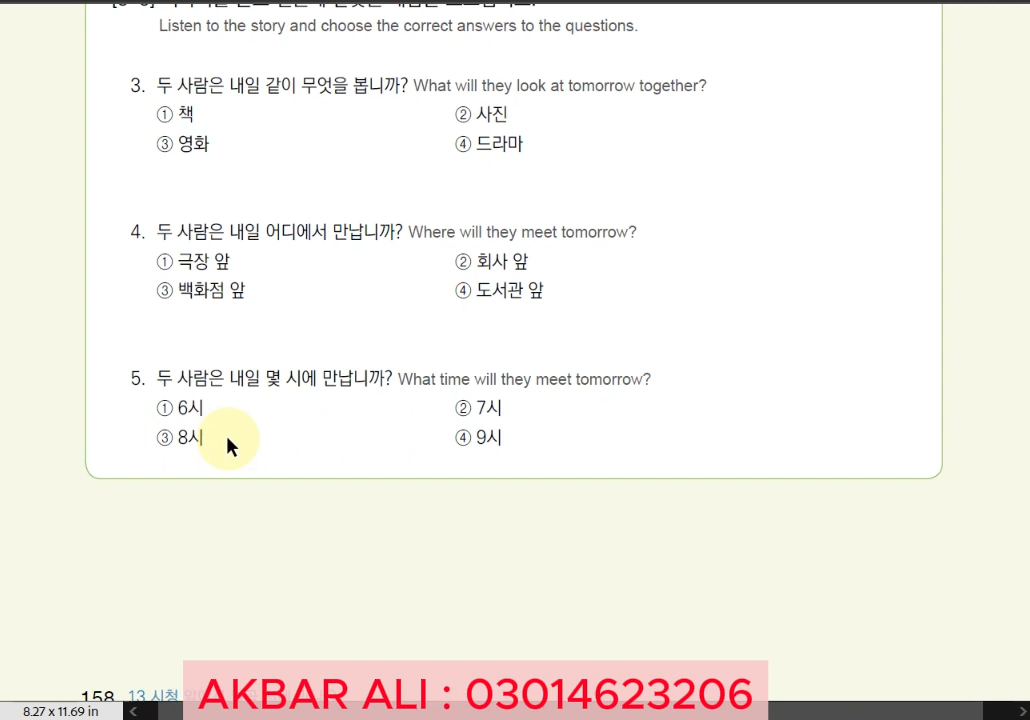 Listen to the story and choose the correct answers to the questions.
3. 두 사람은 내일 같이 무엇을 봅니까? What will they look at tomorrow together?
① 책 ② 사진
③ 영화 ④ 드라마
4. 두 사람은 내일 어디에서 만납니까? Where will they meet tomorrow?
① 극장 앞 ② 회사 앞
③ 백화점 앞 ④ 도서관 앞
5. 두 사람은 내일 몇 시에 만납니까? What time will they meet tomorrow?
① 6시 ② 7시
③ 8시 ④ 9시
158 13 시청
AKBAR ALI : 03014623206
8.27 x 11.69 in